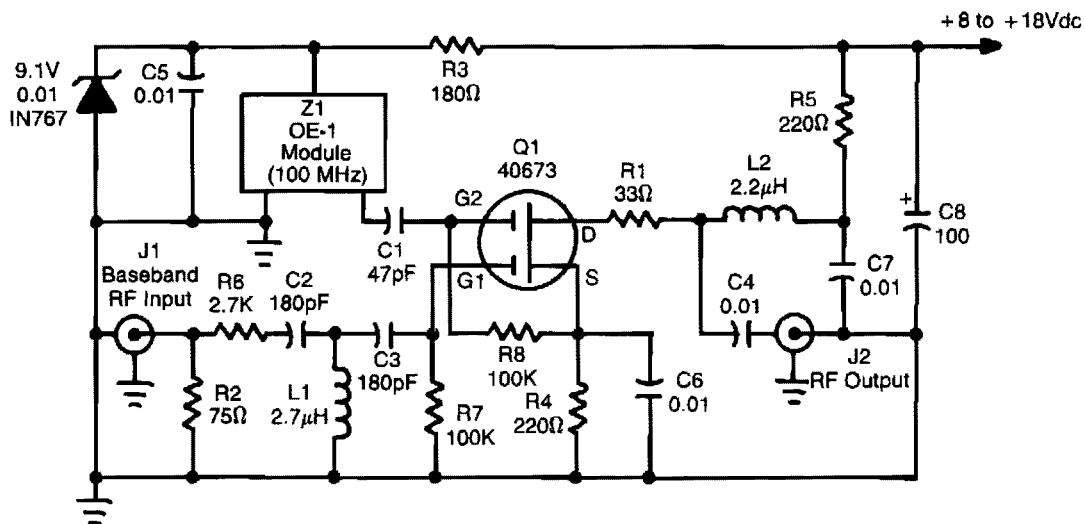 +8 to +18Vdc
9.1V
0.01
IN767
C5
0.01
Z1
OE-1
Module
(100 MHz)
R3
180Ω
R5
220Ω
Q1
40673
G2
G1
D
S
R1
33Ω
L2
2.2μH
+
C8
100
C1
47pF
J1
Baseband
RF Input
R6
2.7K
C2
180pF
C3
180pF
C4
0.01
C7
0.01
J2
RF Output
R2
75Ω
L1
2.7μH
R7
100K
R8
100K
R4
220Ω
C6
0.01